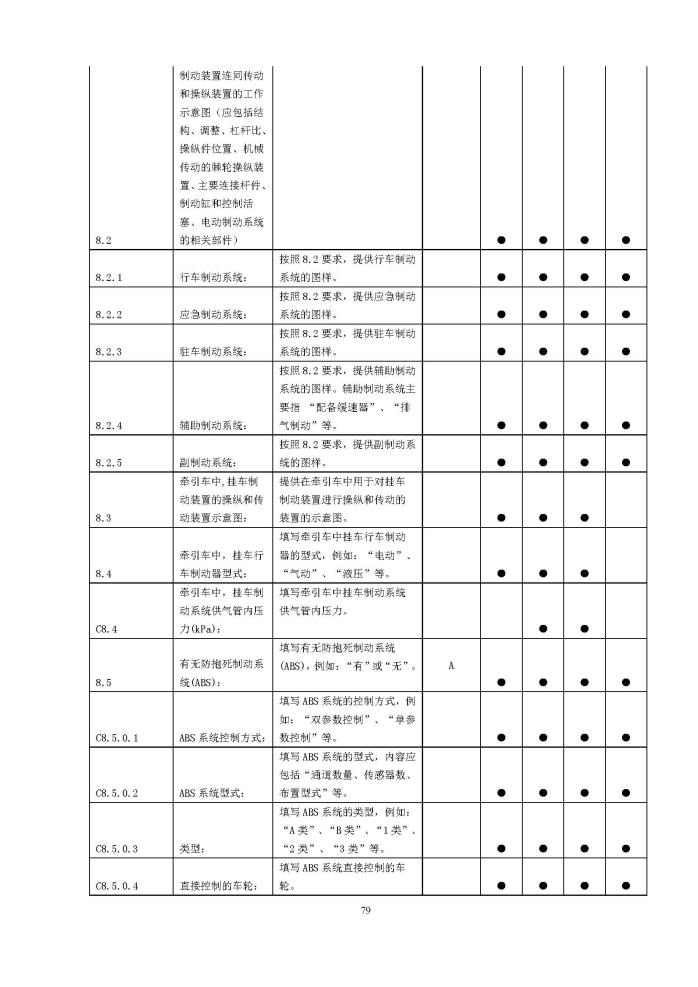 制动装置连同传动
和操纵装置的工作
示意图（应包括结
构、调整、杠杆比、
操纵件位置、机械
传动的棘轮操纵装
置、主要连接杆件、
制动缸和控制活
塞、电动制动系统
8.2 的相关部件） ● ● ● ●
按照 8.2 要求，提供行车制动
8.2.1 行车制动系统： 系统的图样。 ● ● ● ●
按照 8.2 要求，提供应急制动
8.2.2 应急制动系统： 系统的图样。 ● ● ● ●
按照 8.2 要求，提供驻车制动
8.2.3 驻车制动系统： 系统的图样。 ● ● ● ●
按照 8.2 要求，提供辅助制动
系统的图样。辅助制动系统主
要指 “配备缓速器”、“排
8.2.4 辅助制动系统： 气制动”等。 ● ● ● ●
按照 8.2 要求，提供副制动系
8.2.5 副制动系统： 统的图样。 ● ● ● ●
牵引车中,挂车制 提供在牵引车中用于对挂车
动装置的操纵和传 制动装置进行操纵和传动的
8.3 动装置示意图： 装置的示意图。 ● ● ●
填写牵引车中挂车行车制动
牵引车中，挂车行 器的型式，例如：“电动”、
8.4 车制动器型式： “气动”、“液压”等。 ● ● ●
牵引车中，挂车制 填写牵引车中挂车制动系统
动系统供气管内压 供气管内压力。
C8.4 力(kPa)： ● ●
填写有无防抱死制动系统
有无防抱死制动系 (ABS)，例如：“有”或“无”。 A
8.5 统(ABS)： ● ● ● ●
填写 ABS 系统的控制方式，例
如：“双参数控制”、“单参
C8.5.0.1 ABS 系统控制方式： 数控制”等。 ● ● ● ●
填写 ABS 系统的型式，内容应
包括“通道数量、传感器数、
C8.5.0.2 ABS 系统型式： 布置型式”等。 ● ● ● ●
填写 ABS 系统的类型，例如：
“A 类”、“B 类”、“1 类”、
C8.5.0.3 类型： “2 类”、“3 类”等。 ● ● ● ●
填写 ABS 系统直接控制的车
C8.5.0.4 直接控制的车轮： 轮。 ● ● ● ●
79